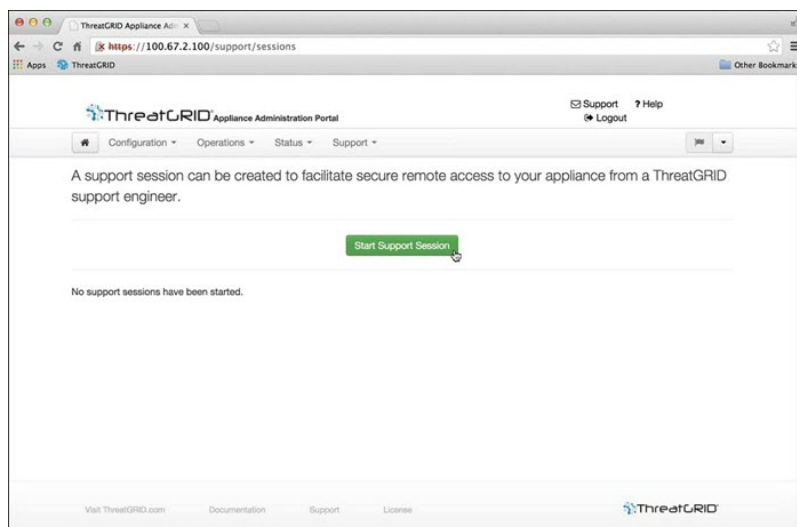 ThreatGRID Appliance Adm
https://100.67.2.100/support/sessions
Apps ThreatGRID Other Bookmark
ThreatGRID Appliance Administration Portal
Support ? Help
Logout
Configuration Operations Status Support
A support session can be created to facilitate secure remote access to your appliance from a ThreatGRID
support engineer.
Start Support Session
No support sessions have been started.
Visit ThreatGRID.com Documentation Support License ThreatGRID